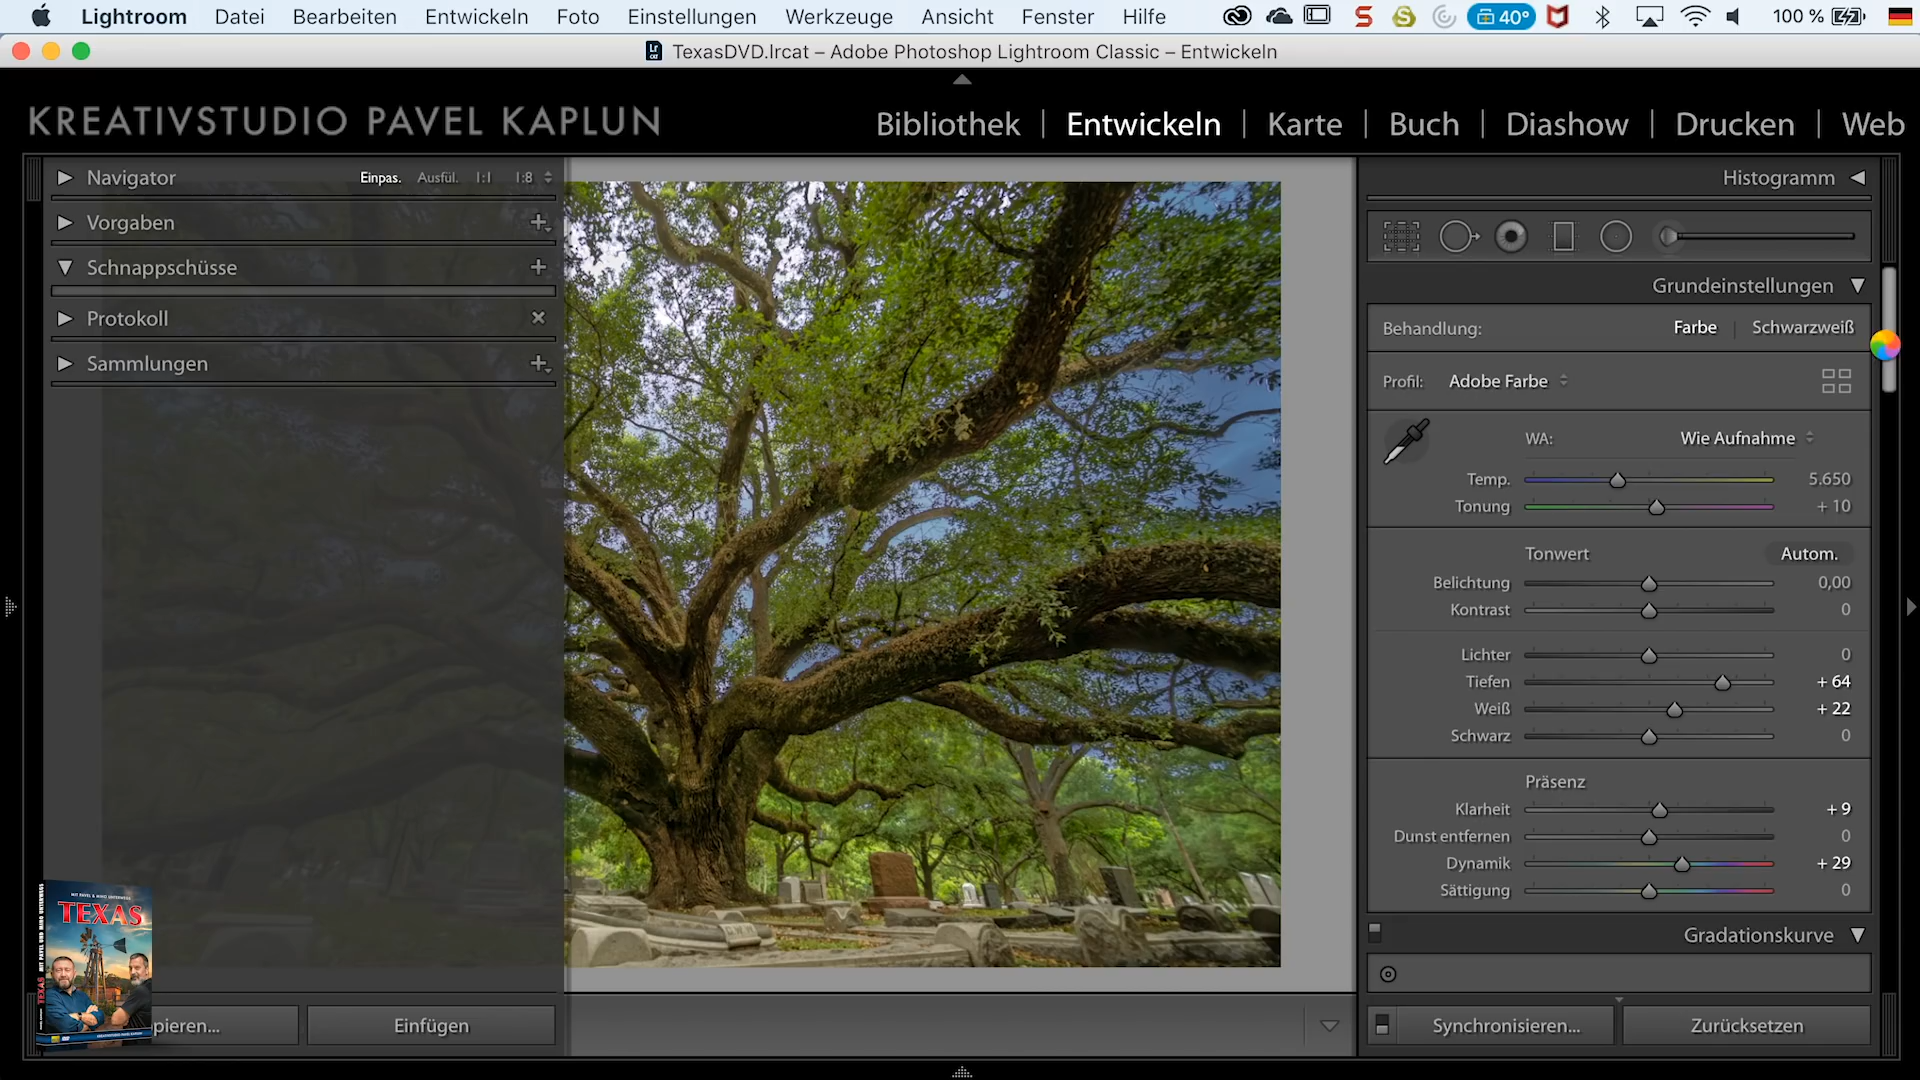 Lightroom Datei Bearbeiten Entwickeln Foto Einstellungen Werkzeuge Ansicht Fenster Hilfe 40° 100 %
TexasDVD.lrcat – Adobe Photoshop Lightroom Classic – Entwickeln
KREATIVSTUDIO PAVEL KAPLUN
Bibliothek | Entwickeln | Karte | Buch | Diashow | Drucken | Web
Navigator Einpas. Ausfül. 1:1 1:8
Vorgaben
Schnappschüsse
Protokoll
Sammlungen
Histogramm
Grundeinstellungen
Behandlung: Farbe | Schwarzweiß
Profil: Adobe Farbe
WA: Wie Aufnahme
Temp. 5.650
Tonung + 10
Tonwert Autom.
Belichtung 0,00
Kontrast 0
Lichter 0
Tiefen + 64
Weiß + 22
Schwarz 0
Präsenz
Klarheit + 9
Dunst entfernen 0
Dynamik + 29
Sättigung 0
Gradationskurve
TEXAS
pieren... Einfügen
Synchronisieren... Zurücksetzen